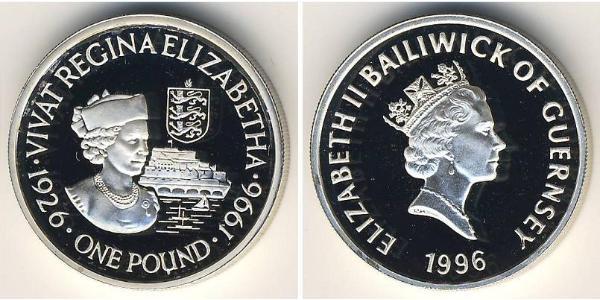 VIVAT REGINA ELIZABETHA
· 1926 · ONE POUND · 1996 ·
ELIZABETH II BAILIWICK OF GUERNSEY
1996